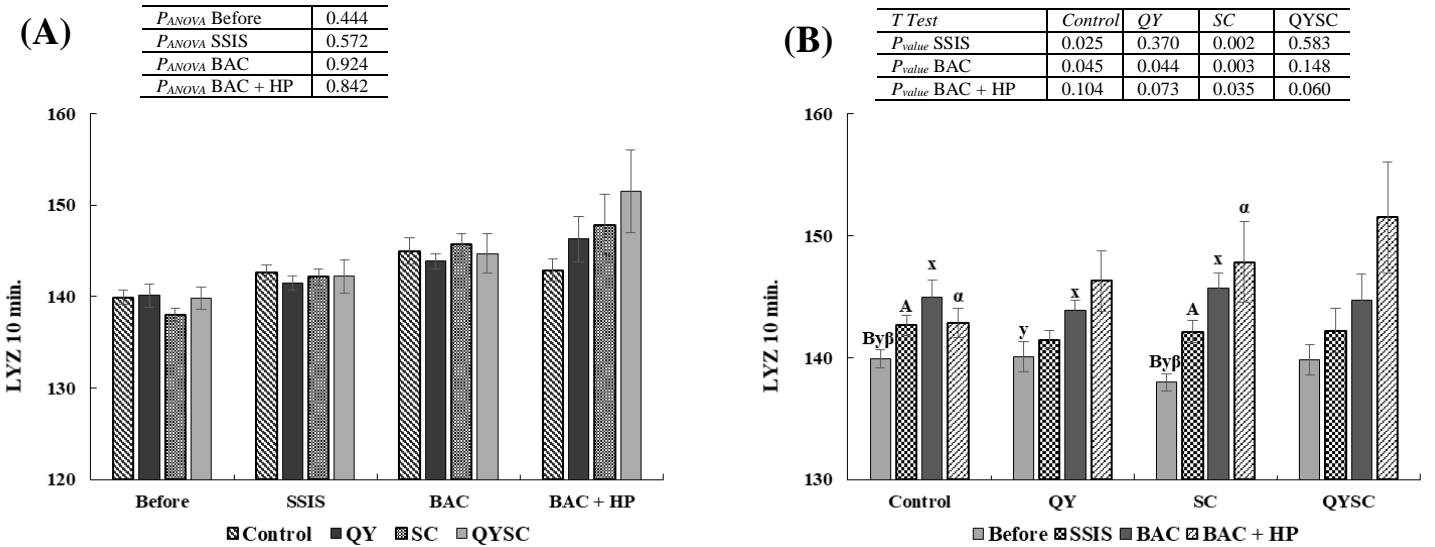 (A)
P_ANOVA Before 0.444
P_ANOVA SSIS 0.572
P_ANOVA BAC 0.924
P_ANOVA BAC + HP 0.842
160
150
140
130
120
LYZ 10 min.
Before SSIS BAC BAC + HP
Control QY SC QYSC
(B)
T Test Control QY SC QYSC
P_value SSIS 0.025 0.370 0.002 0.583
P_value BAC 0.045 0.044 0.003 0.148
P_value BAC + HP 0.104 0.073 0.035 0.060
160
150
140
130
LYZ 10 min.
Byβ A x α
y x
Byβ A x α
Control QY SC QYSC
Before SSIS BAC BAC + HP